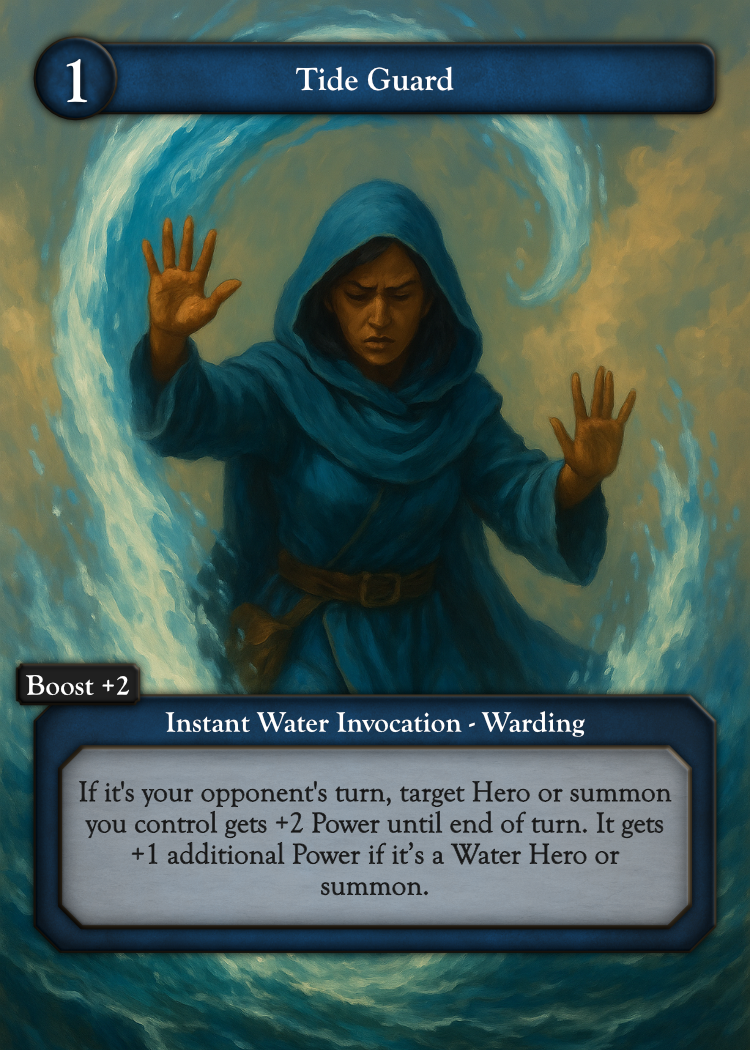 1
Tide Guard
Boost +2
Instant Water Invocation - Warding
If it's your opponent's turn, target Hero or summon
you control gets +2 Power until end of turn. It gets
+1 additional Power if it’s a Water Hero or
summon.